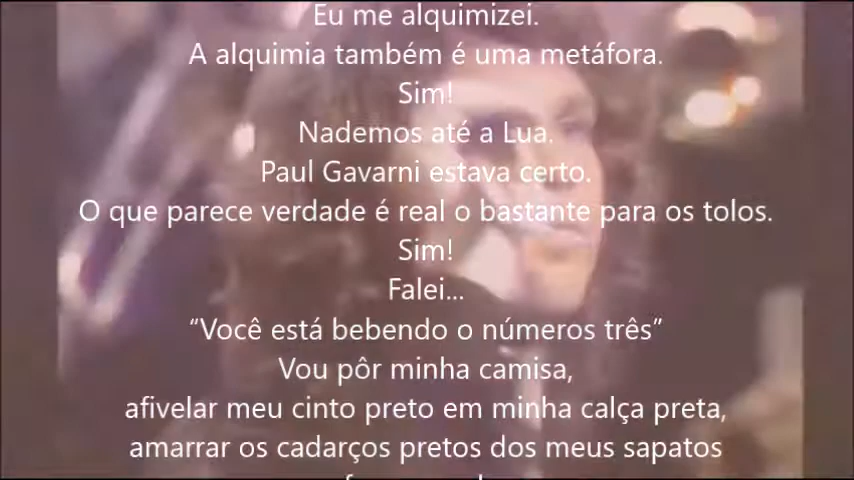 Eu me alquimizei.
A alquimia também é uma metáfora.
Sim!
Nademos até a Lua.
Paul Gavarni estava certo.
O que parece verdade é real o bastante para os tolos.
Sim!
Falei...
“Você está bebendo o números três”
Vou pôr minha camisa,
afivelar meu cinto preto em minha calça preta,
amarrar os cadarços pretos dos meus sapatos